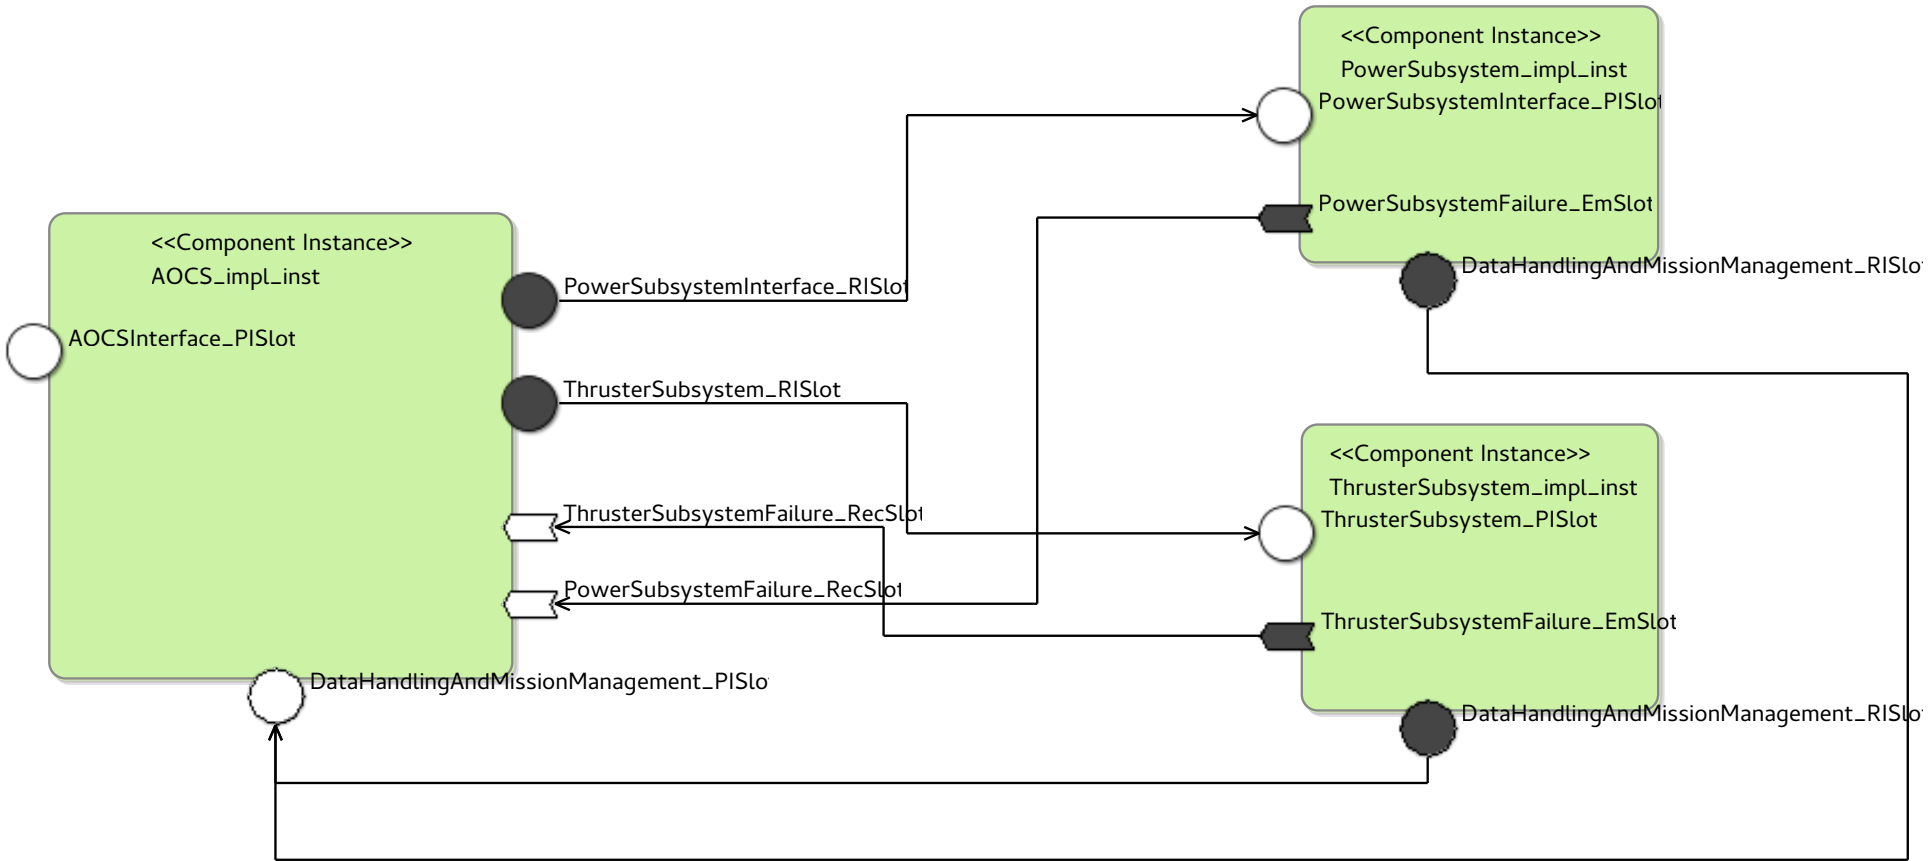 <<Component Instance>>
PowerSubsystem_impl_inst
PowerSubsystemInterface_PISlot
PowerSubsystemFailure_EmSlot
DataHandlingAndMissionManagement_RISlot
<<Component Instance>>
AOCS_impl_inst
AOCSInterface_PISlot
PowerSubsystemInterface_RISlot
ThrusterSubsystem_RISlot
ThrusterSubsystemFailure_RecSlot
PowerSubsystemFailure_RecSlot
DataHandlingAndMissionManagement_PISlo
<<Component Instance>>
ThrusterSubsystem_impl_inst
ThrusterSubsystem_PISlot
ThrusterSubsystemFailure_EmSlot
DataHandlingAndMissionManagement_RISlot